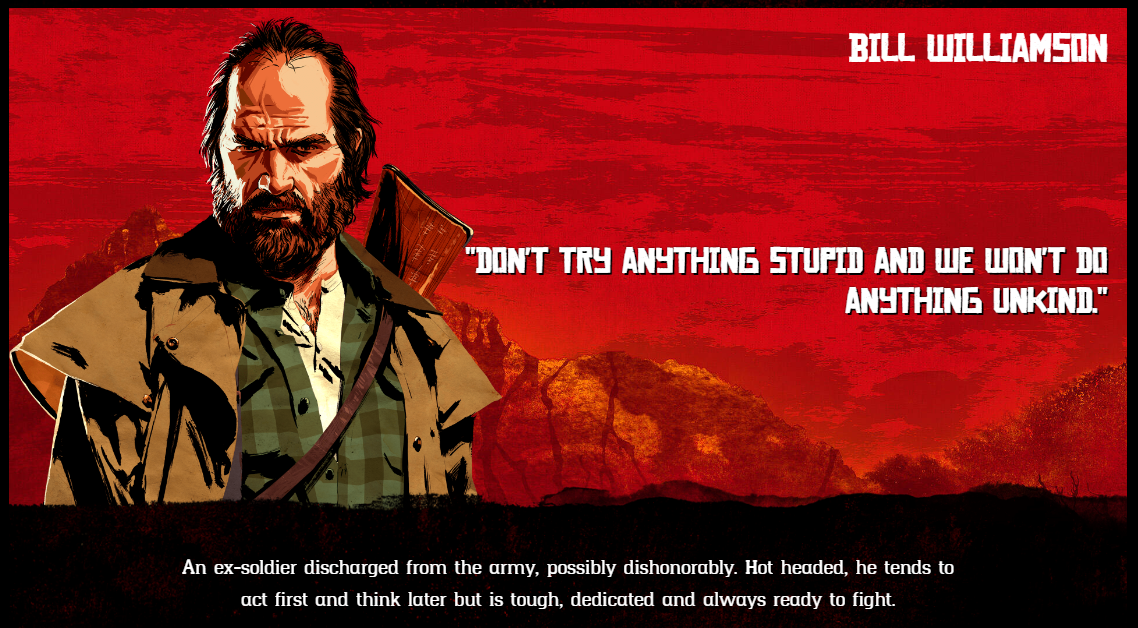 BILL WILLIAMSON
"DON'T TRY ANYTHING STUPID AND WE WON'T DO
ANYTHING UNKIND."
An ex-soldier discharged from the army, possibly dishonorably. Hot headed, he tends to
act first and think later but is tough, dedicated and always ready to fight.